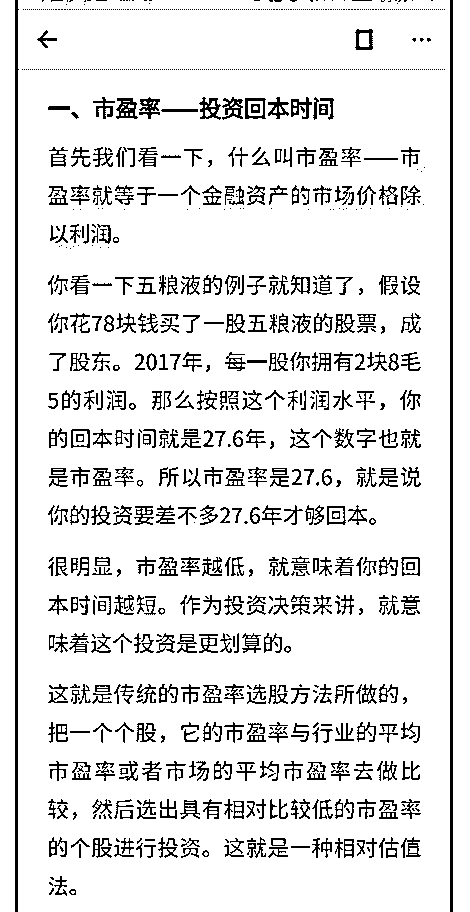 一、市盈率——投资回本时间
首先我们看一下，什么叫市盈率——市
盈率就等于一个金融资产的市场价格除
以利润。
你看一下五粮液的例子就知道了，假设
你花78块钱买了一股五粮液的股票，成
了股东。2017年，每一股你拥有2块8毛
5的利润。那么按照这个利润水平，你
的回本时间就是27.6年，这个数字也就
是市盈率。所以市盈率是27.6，就是说
你的投资要差不多27.6年才够回本。
很明显，市盈率越低，就意味着你的回
本时间越短。作为投资决策来讲，就意
味着这个投资是更划算的。
这就是传统的市盈率选股方法所做的，
把一个个股，它的市盈率与行业的平均
市盈率或者市场的平均市盈率去做比
较，然后选出具有相对比较低的市盈率
的个股进行投资。这就是一种相对估值
法。